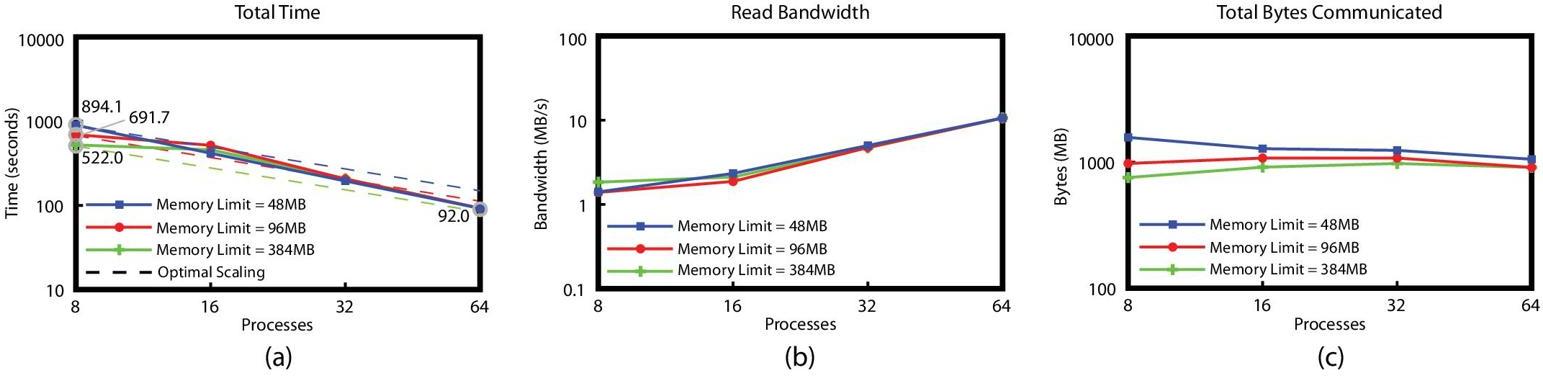 Total Time
10000
1000
100
10
Time (seconds)
894.1
691.7
522.0
92.0
Memory Limit = 48MB
Memory Limit = 96MB
Memory Limit = 384MB
Optimal Scaling
8 16 32 64
Processes
(a)
Read Bandwidth
100
10
1
0.1
Bandwidth (MB/s)
Memory Limit = 48MB
Memory Limit = 96MB
Memory Limit = 384MB
8 16 32 64
Processes
(b)
Total Bytes Communicated
10000
1000
100
Bytes (MB)
Memory Limit = 48MB
Memory Limit = 96MB
Memory Limit = 384MB
8 16 32 64
Processes
(c)